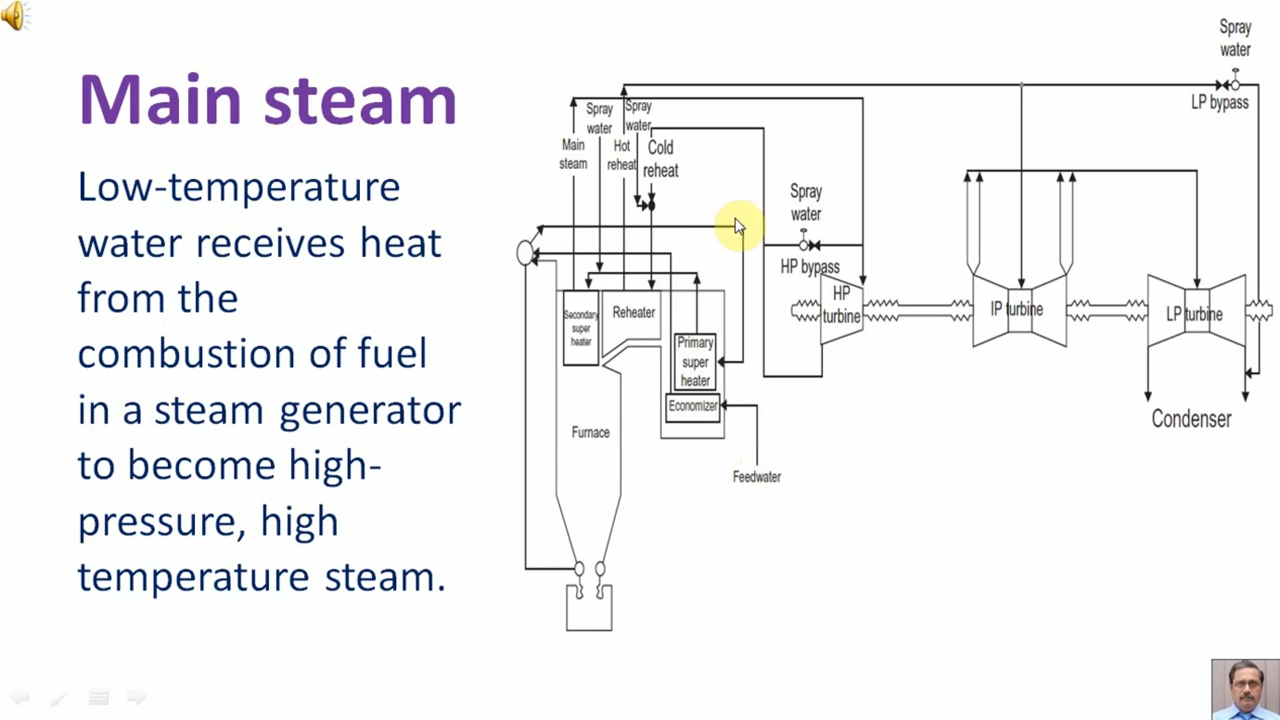 Main steam
Low-temperature
water receives heat
from the
combustion of fuel
in a steam generator
to become high-
pressure, high
temperature steam.
Spray
water
LP bypass
Spray
water
Spray
water
Main
steam
Hot
reheat
Cold
reheat
Spray
water
HP bypass
HP
turbine
IP turbine
LP turbine
Secondary
super
heater
Reheater
Primary
super
heater
Economizer
Furnace
Feedwater
Condenser